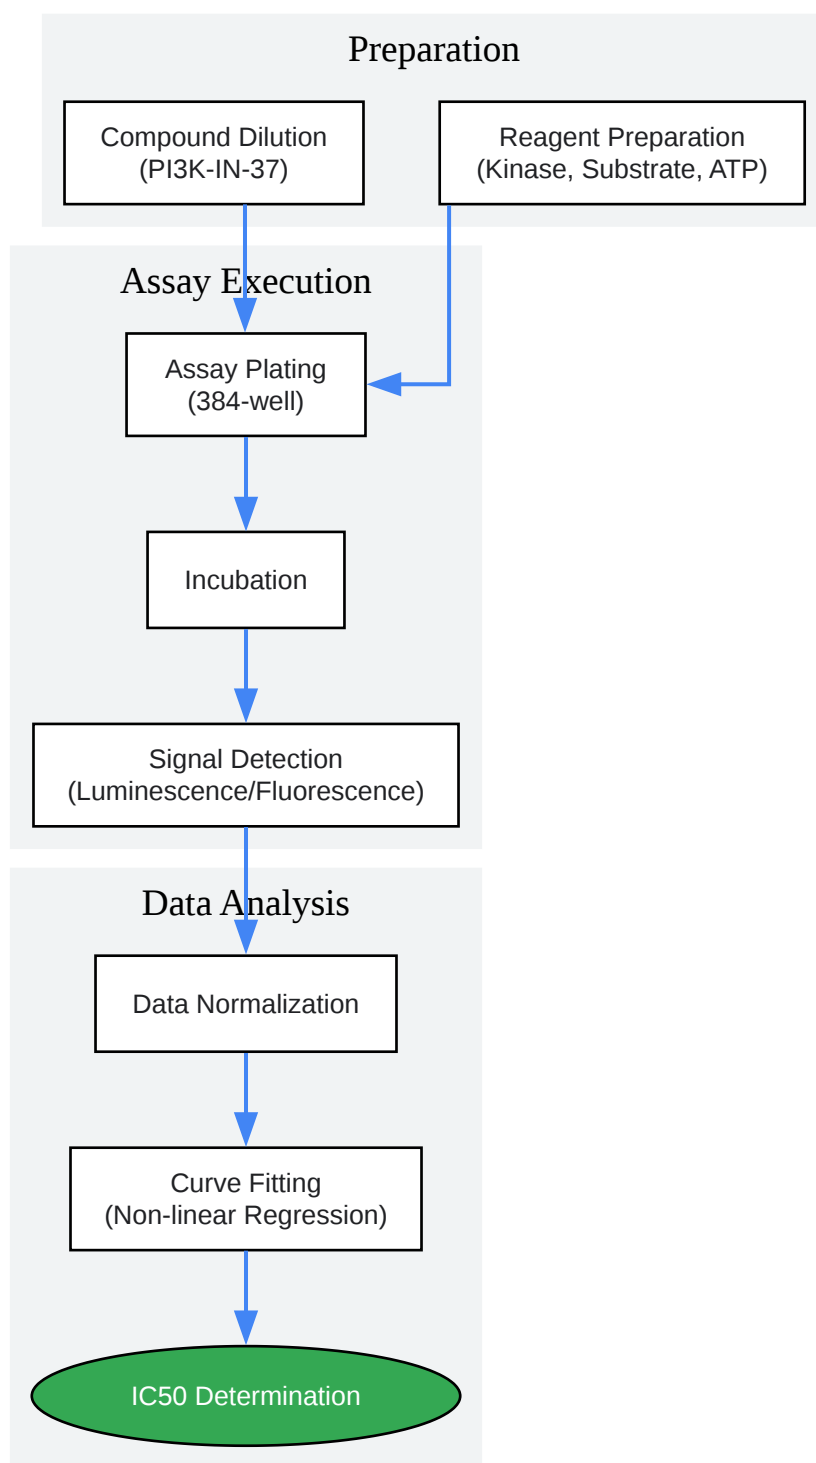 Preparation
Compound Dilution
(PI3K-IN-37)
Reagent Preparation
(Kinase, Substrate, ATP)
Assay Execution
Assay Plating
(384-well)
Incubation
Signal Detection
(Luminescence/Fluorescence)
Data Analysis
Data Normalization
Curve Fitting
(Non-linear Regression)
IC50 Determination